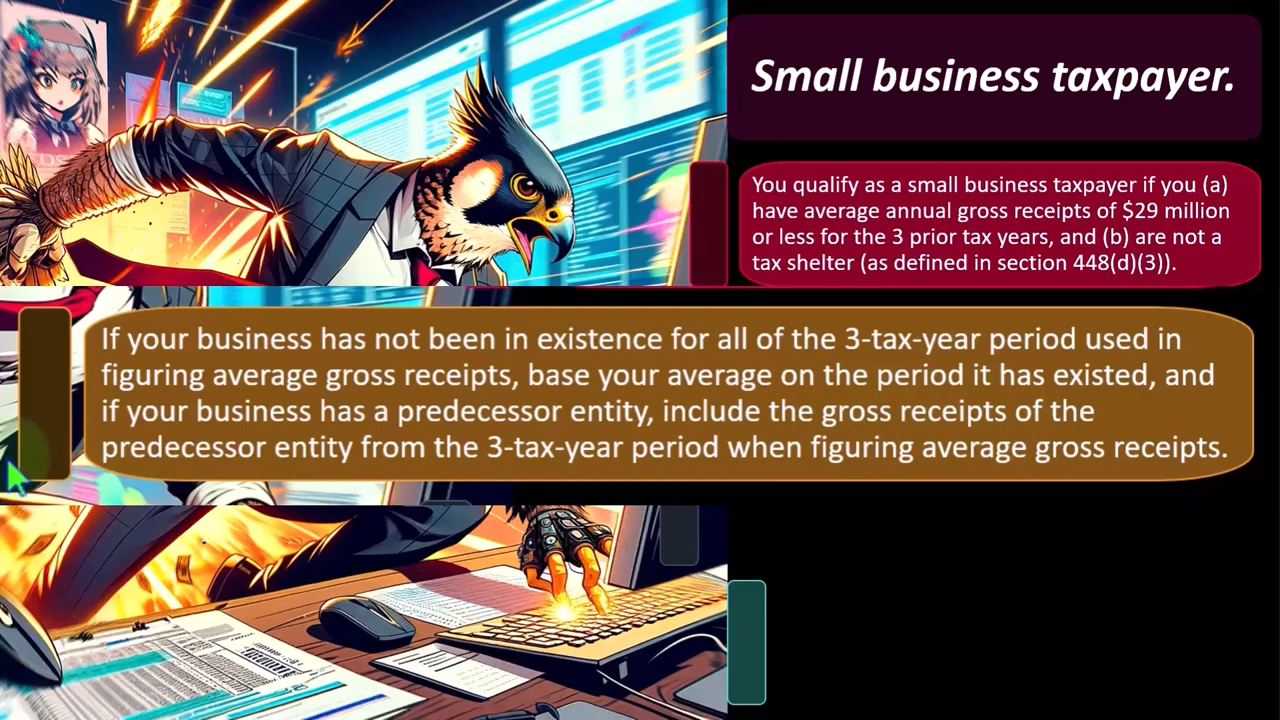 Small business taxpayer.
You qualify as a small business taxpayer if you (a)
have average annual gross receipts of $29 million
or less for the 3 prior tax years, and (b) are not a
tax shelter (as defined in section 448(d)(3)).
If your business has not been in existence for all of the 3-tax-year period used in
figuring average gross receipts, base your average on the period it has existed, and
if your business has a predecessor entity, include the gross receipts of the
predecessor entity from the 3-tax-year period when figuring average gross receipts.